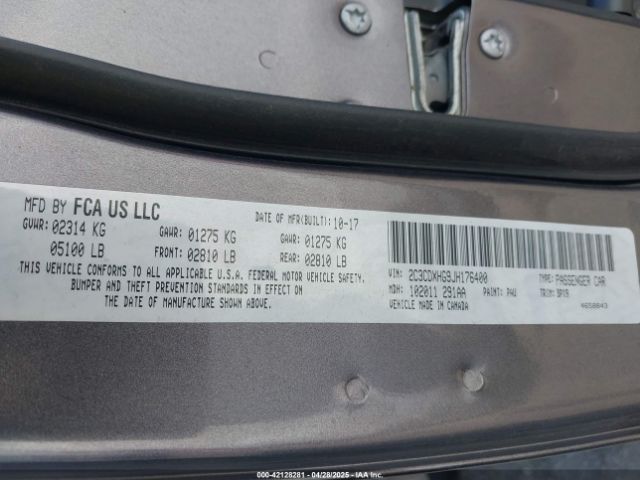 MFD BY FCA US LLC
DATE OF MFR(BUILT): 10-17
GVWR: 02314 KG
05100 LB
GAWR: 01275 KG
FRONT: 02810 LB
GAWR: 01275 KG
REAR: 02810 LB
THIS VEHICLE CONFORMS TO ALL APPLICABLE U.S.A. FEDERAL MOTOR VEHICLE SAFETY,
BUMPER AND THEFT PREVENTION STANDARDS IN EFFECT ON
THE DATE OF MANUFACTURE SHOWN ABOVE.
VIN: 2C3CDXHG9JH176400
TYPE: PASSENGER CAR
MDH: 102011 291AA
PAINT: PAU
TRIM: BPX9
VEHICLE MADE IN CANADA
4658843
000-42128281 - 04/28/2025 - IAA Inc.